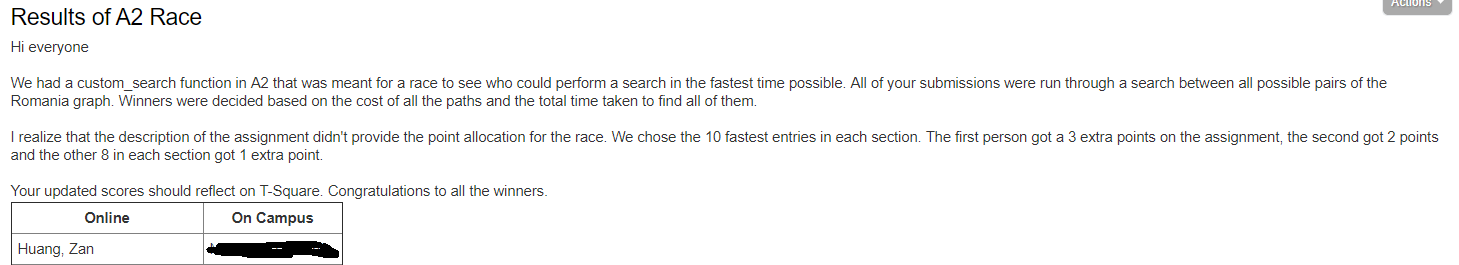 Actions
Results of A2 Race
Hi everyone
We had a custom_search function in A2 that was meant for a race to see who could perform a search in the fastest time possible. All of your submissions were run through a search between all possible pairs of the
Romania graph. Winners were decided based on the cost of all the paths and the total time taken to find all of them.
I realize that the description of the assignment didn't provide the point allocation for the race. We chose the 10 fastest entries in each section. The first person got a 3 extra points on the assignment, the second got 2 points
and the other 8 in each section got 1 extra point.
Your updated scores should reflect on T-Square. Congratulations to all the winners.
Online On Campus
Huang, Zan